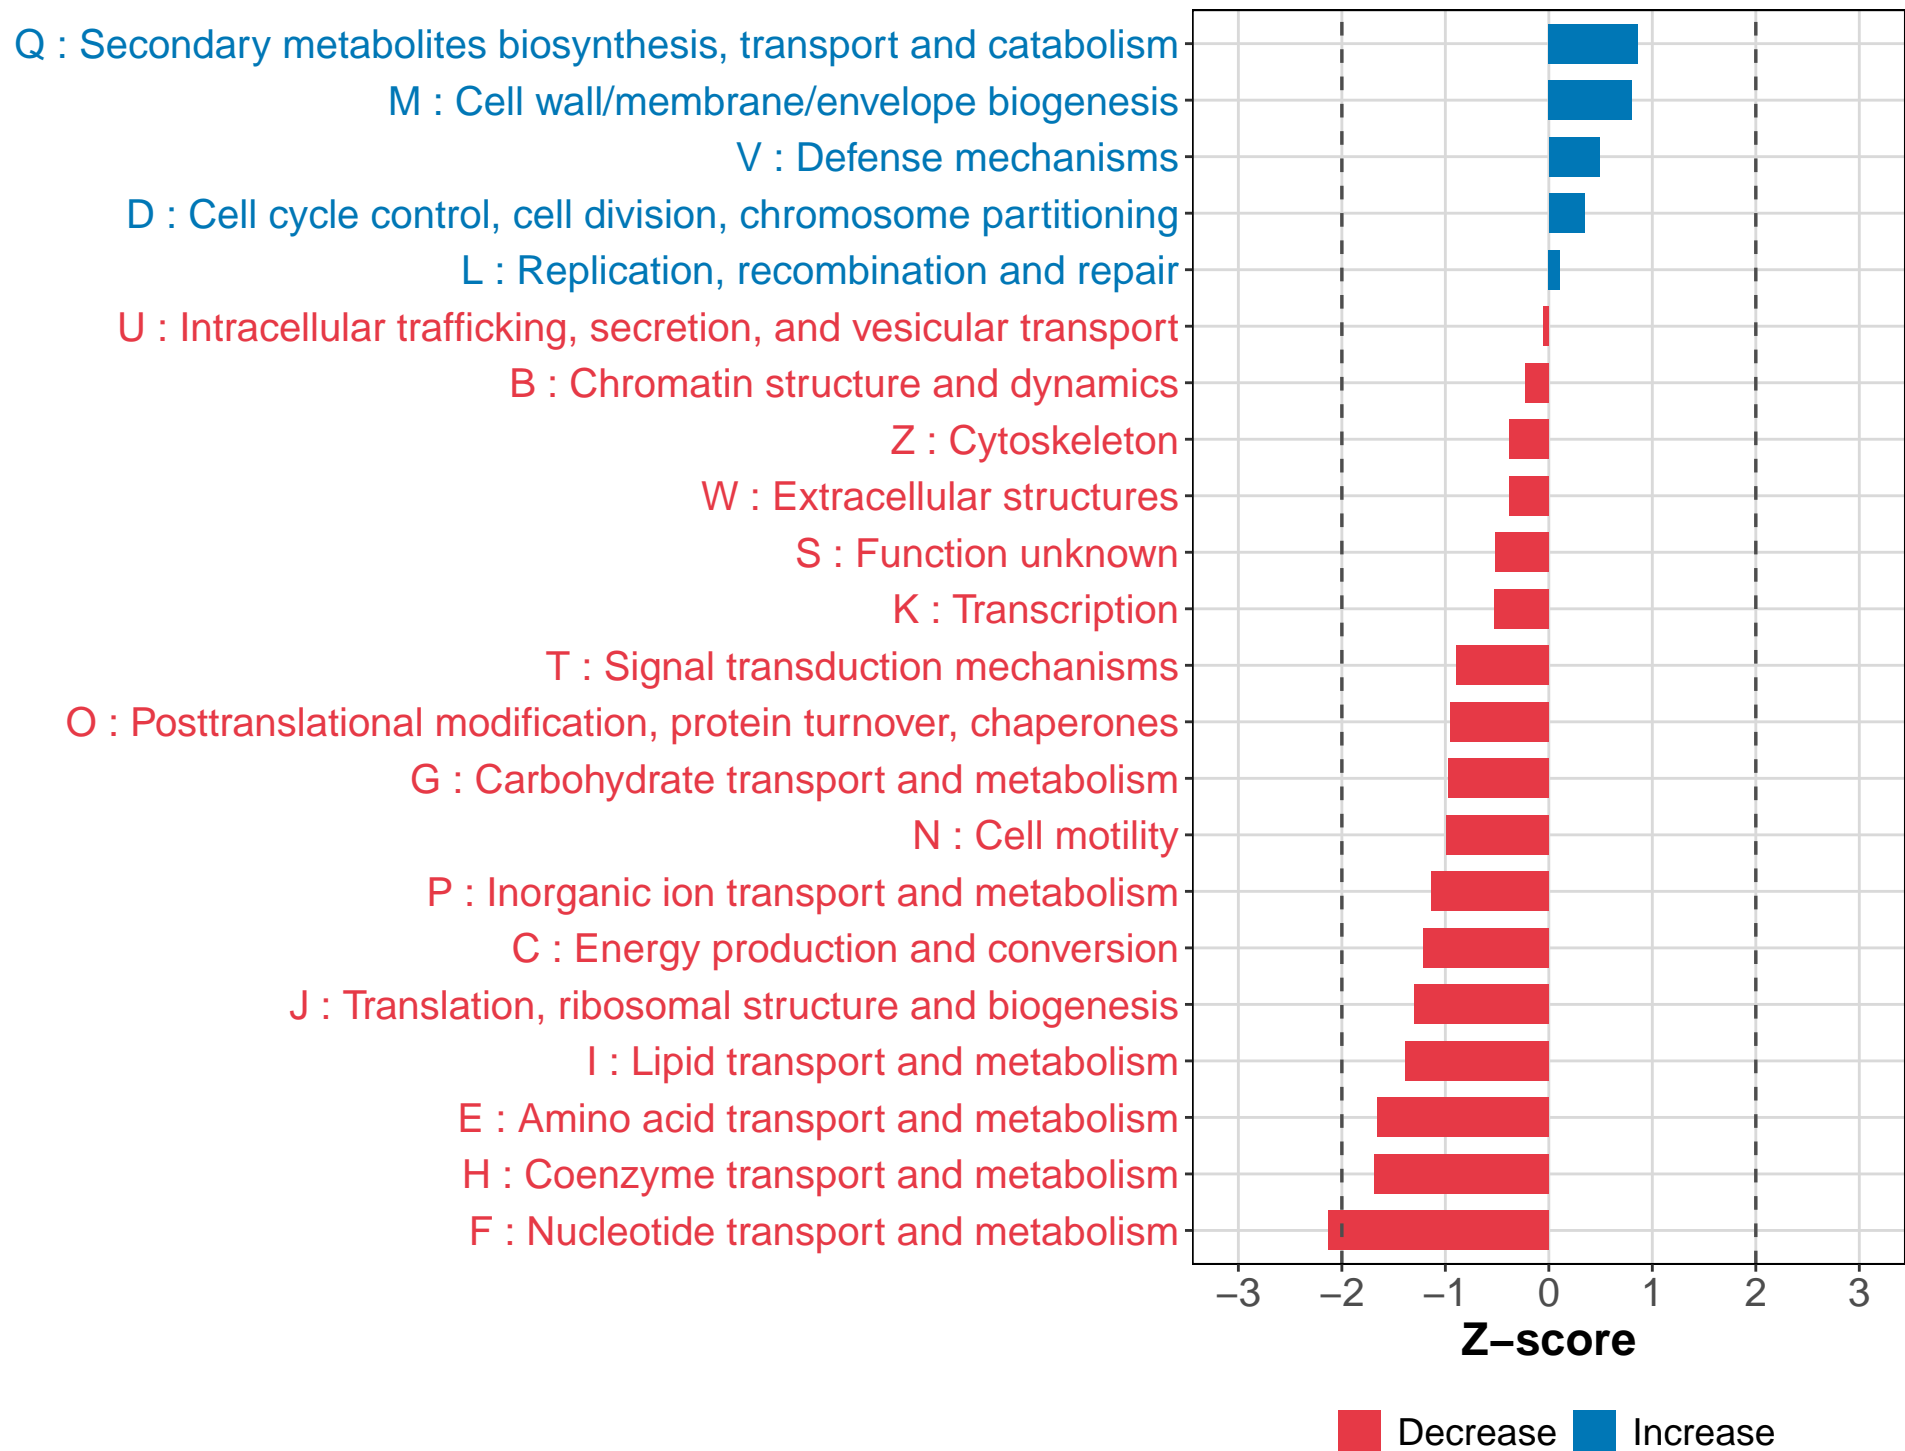 Q : Secondary metabolites biosynthesis, transport and catabolism
M : Cell wall/membrane/envelope biogenesis
V : Defense mechanisms
D : Cell cycle control, cell division, chromosome partitioning
L : Replication, recombination and repair
U : Intracellular trafficking, secretion, and vesicular transport
B : Chromatin structure and dynamics
Z : Cytoskeleton
W : Extracellular structures
S : Function unknown
K : Transcription
T : Signal transduction mechanisms
O : Posttranslational modification, protein turnover, chaperones
G : Carbohydrate transport and metabolism
N : Cell motility
P : Inorganic ion transport and metabolism
C : Energy production and conversion
J : Translation, ribosomal structure and biogenesis
I : Lipid transport and metabolism
E : Amino acid transport and metabolism
H : Coenzyme transport and metabolism
F : Nucleotide transport and metabolism
−3 −2 −1 0 1 2 3
Z−score
Decrease Increase